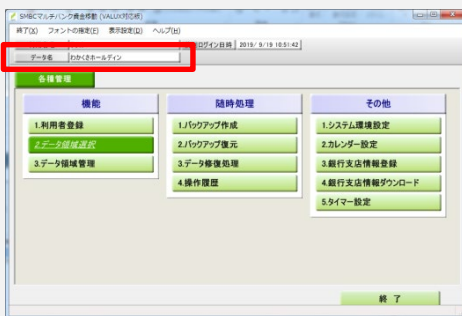 SMBCマルチバンク資金移動 (VALUX対応版)
終了(X) フォントの指定(F) 表示設定(D) ヘルプ(H)
ログイン日時 2019/ 9/19 10:51:42
データ名 わかくさホールディン
各種管理
機能
1.利用者登録
2.データ領域選択
3.データ領域管理
随時処理
1.バックアップ作成
2.バックアップ復元
3.データ修復処理
4.操作履歴
その他
1.システム環境設定
2.カレンダー設定
3.銀行支店情報登録
4.銀行支店情報ダウンロード
5.タイマー設定
終 了